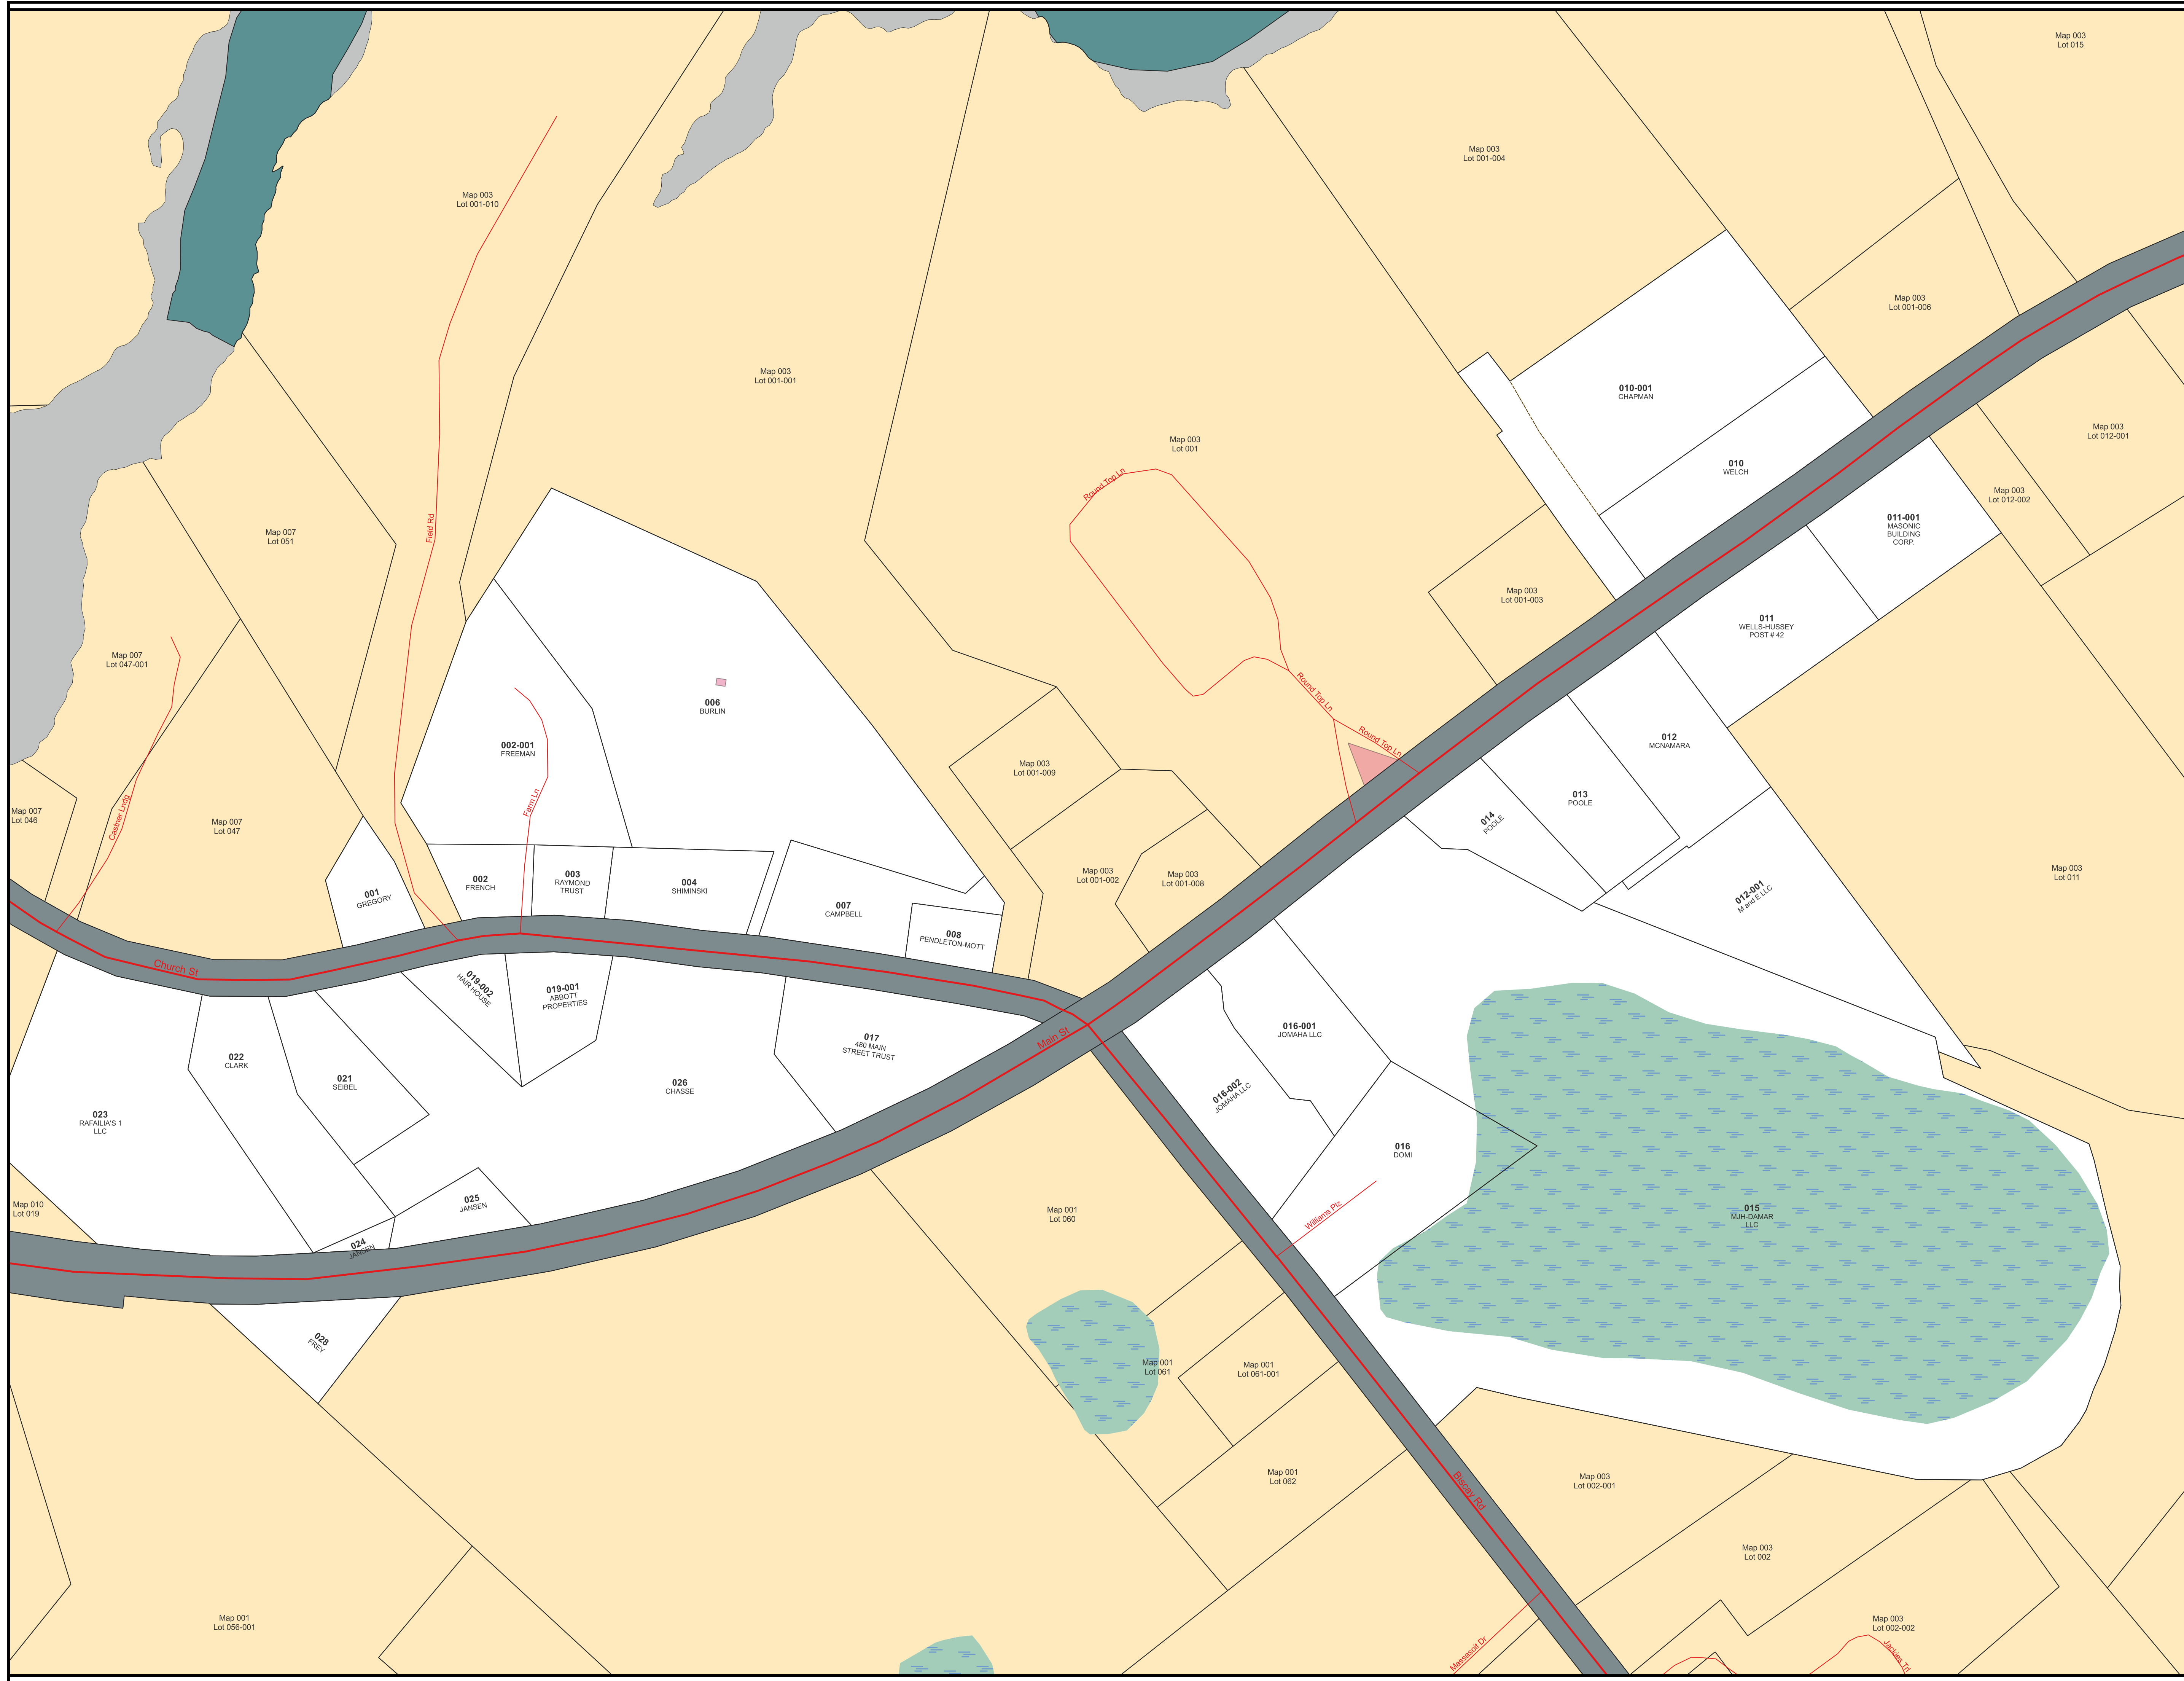 Map 003
Lot 015
Map 003
Lot 001-004
Map 003
Lot 001-010
Map 003
Lot 001-006
Map 003
Lot 001-001
010-001
CHAPMAN
Map 003
Lot 012-001
Map 003
Lot 001
010
WELCH
Round Top Ln
Map 003
Lot 012-002
011-001
MASONIC
BUILDING
CORP.
Field Rd
Map 007
Lot 051
Map 003
Lot 001-003
011
WELLS-HUSSEY
POST # 42
Map 007
Lot 047-001
Round Top Ln
006
BURLIN
002-001
FREEMAN
Round Top Ln
012
MCNAMARA
Map 003
Lot 001-009
013
POOLE
Map 007
Lot 046
Castner Lndg
Map 007
Lot 047
Farm Ln
014
POOLE
Map 003
Lot 001-002
Map 003
Lot 001-008
Map 003
Lot 011
001
GREGORY
002
FRENCH
003
RAYMOND
TRUST
004
SHIMINSKI
012-001
M and E LLC
007
CAMPBELL
008
PENDLETON-MOTT
Church St
019-002
HAIR HOUSE
019-001
ABBOTT
PROPERTIES
017
480 MAIN
STREET TRUST
Main St
016-001
JOMAHA LLC
022
CLARK
021
SEIBEL
026
CHASSE
016-002
JOMAHA LLC
023
RAFAILIA'S 1
LLC
016
DOMI
Map 010
Lot 019
025
JANSEN
Map 001
Lot 060
Williams Plz
015
MJH-DAMAR
LLC
024
JANSEN
028
FREY
Map 001
Lot 061
Map 001
Lot 061-001
Map 001
Lot 062
Biscay Rd
Map 003
Lot 002-001
Map 003
Lot 002
Map 001
Lot 056-001
Map 003
Lot 002-002
Massasoit Dr
Jackies Trl